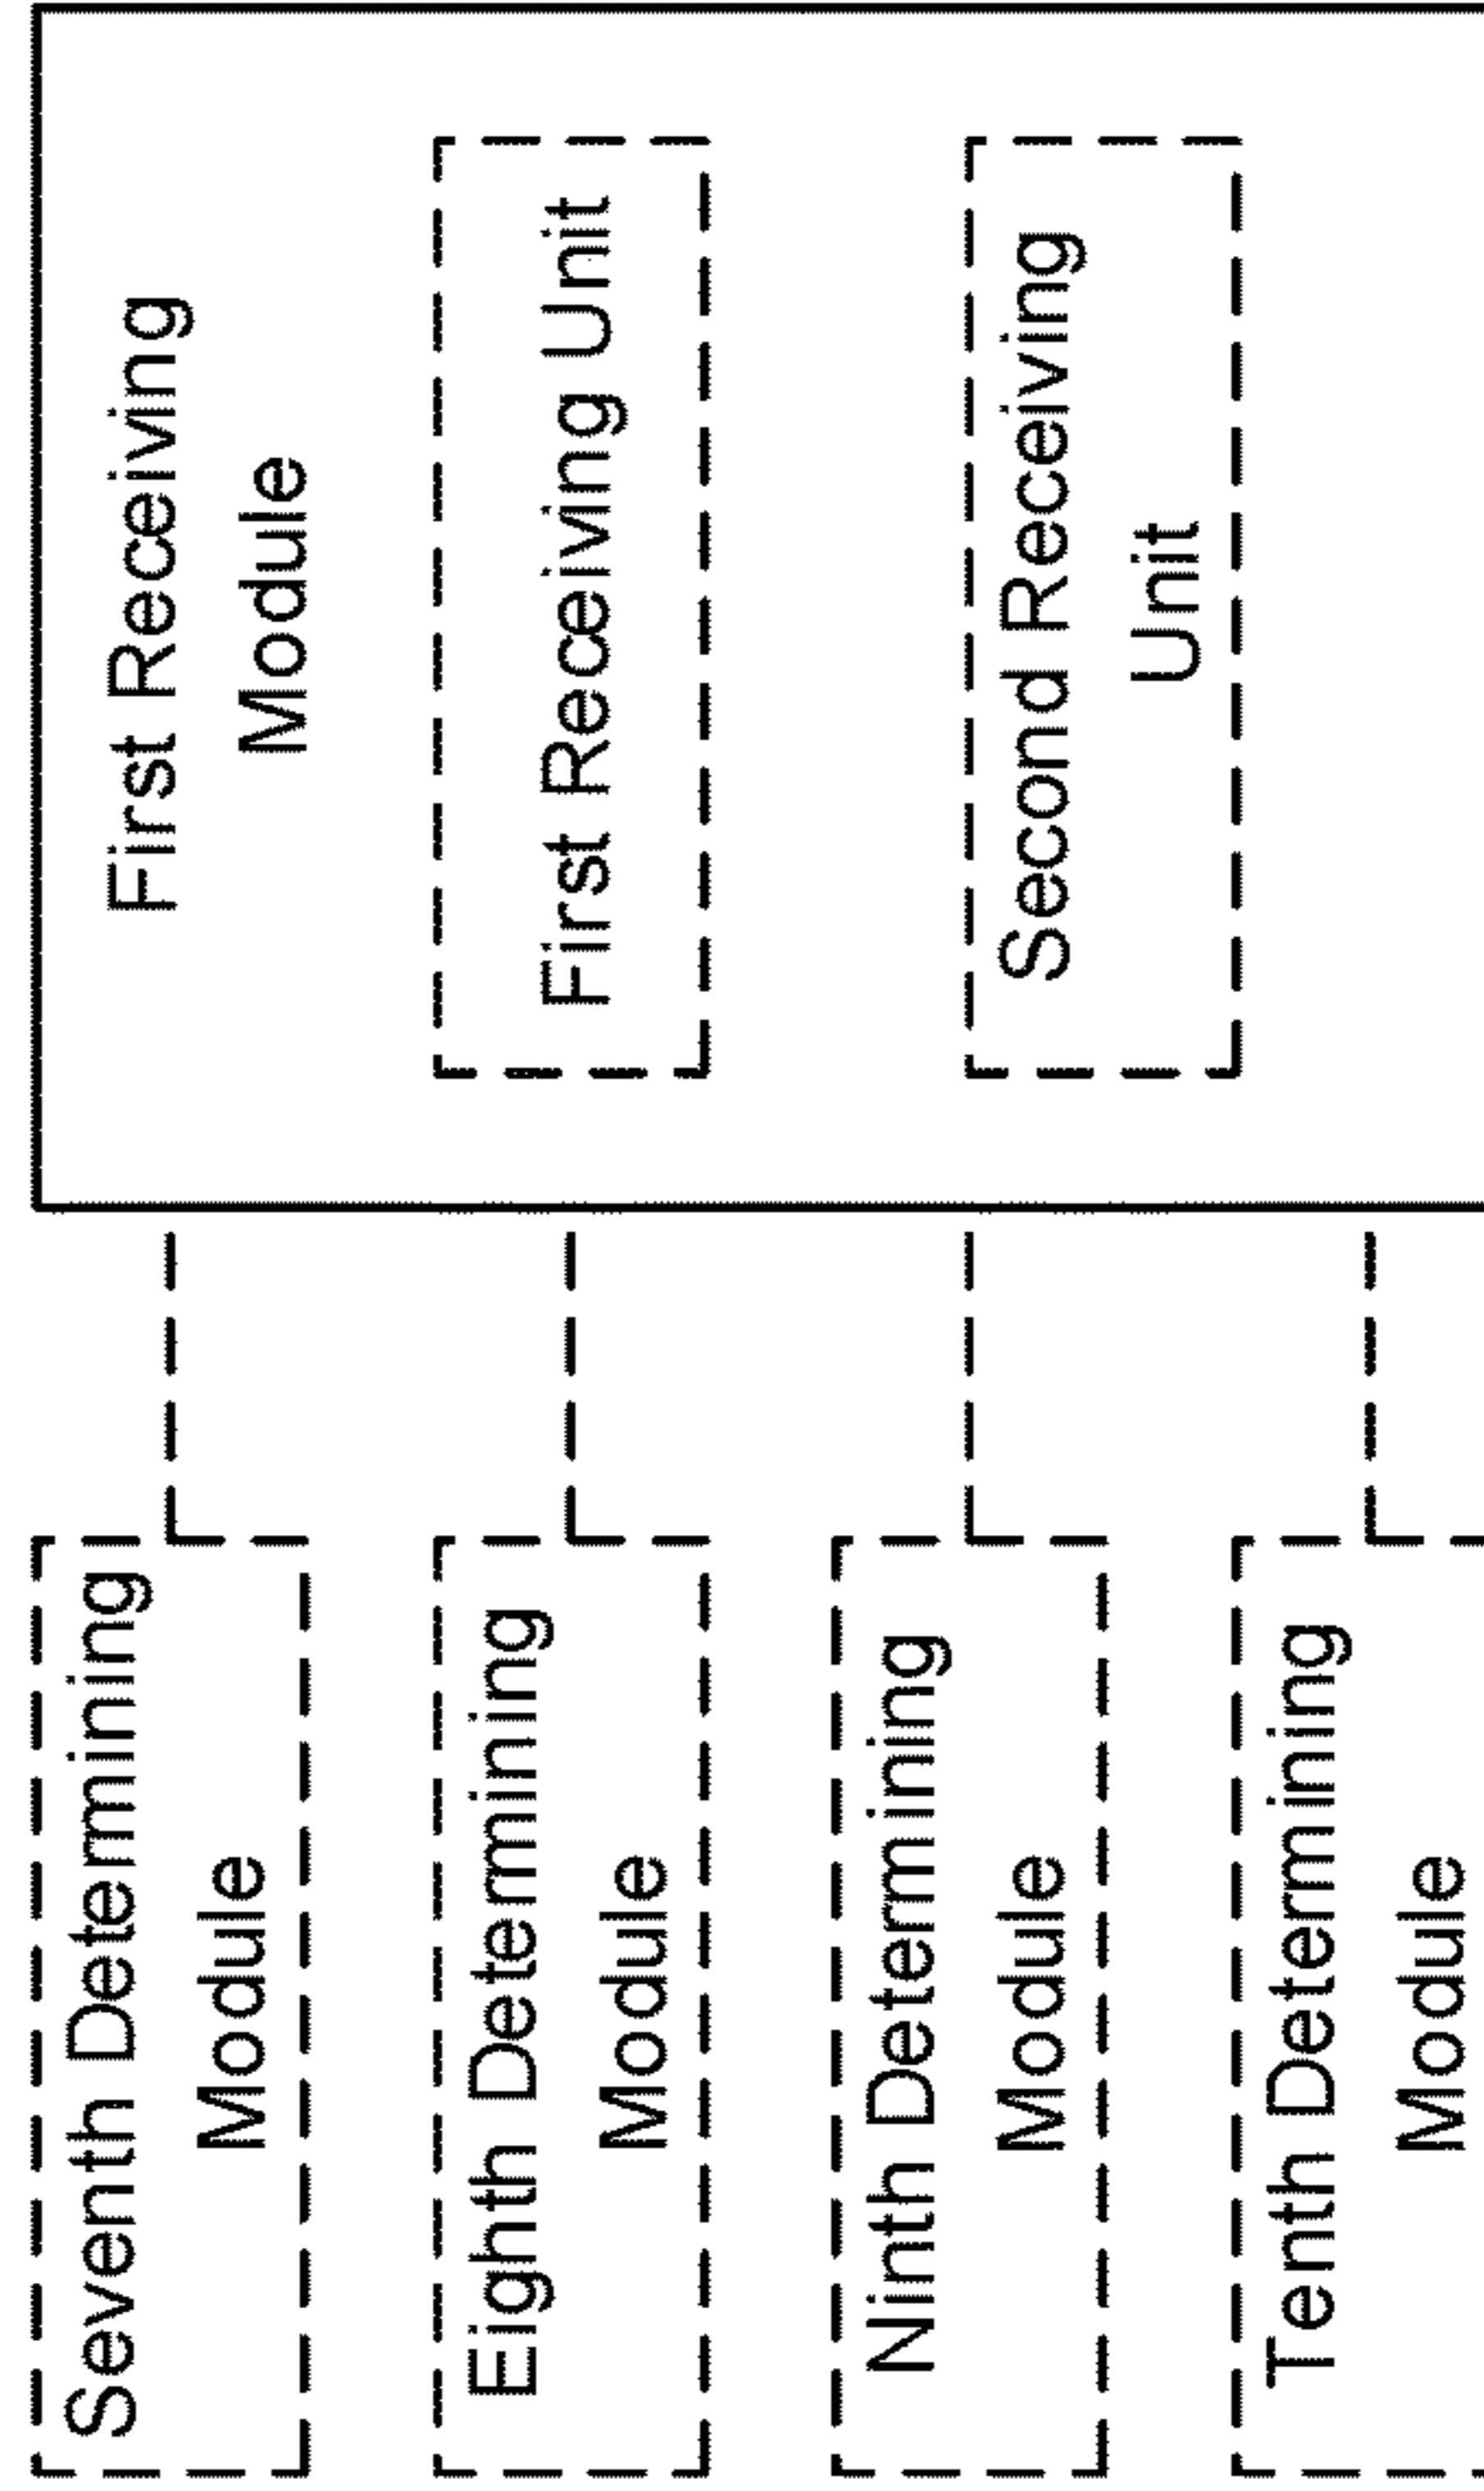 Seventh Determining
Module
Eighth Determining
Module
Ninth Determining
Module
Tenth Determining
Module
First Receiving
Module
First Receiving Unit
Second Receiving
Unit